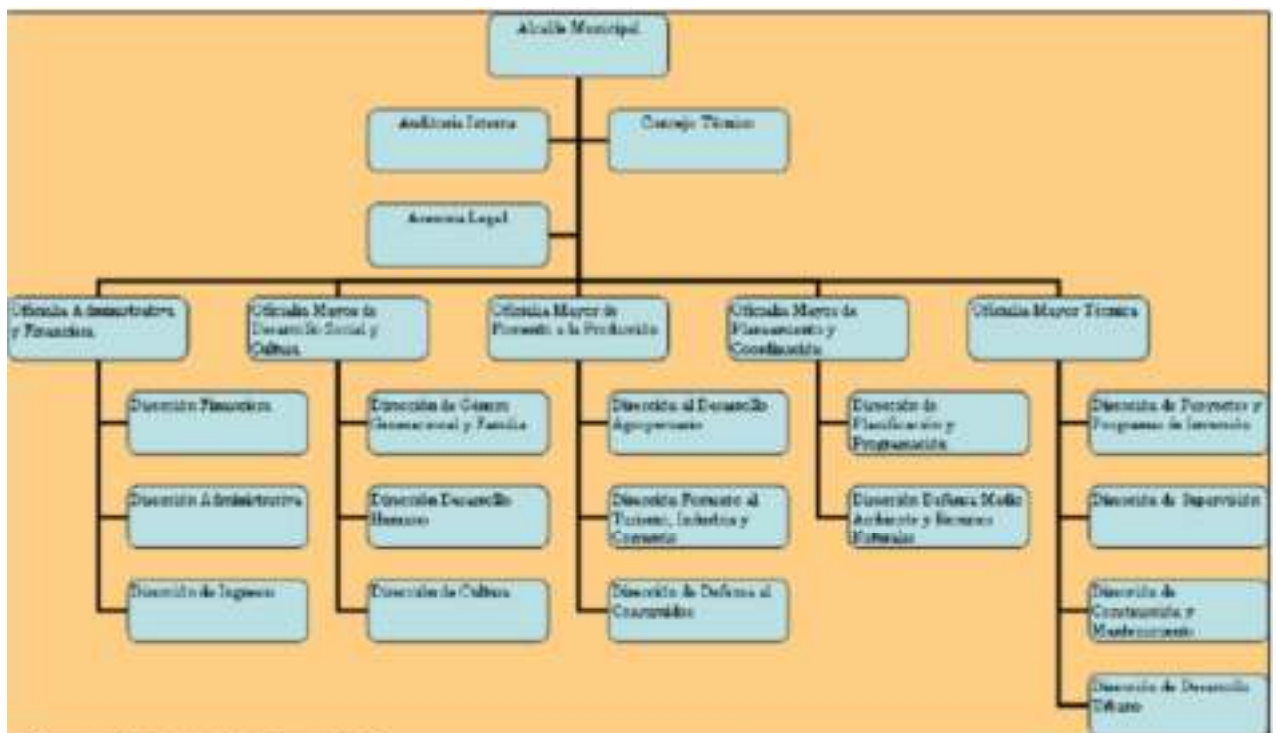 Alcalde Municipal
Auditoria Interna
Concejo Técnico
Asesoria Legal
Oficialia Administrativa
y Financiera
Oficialia Mayor de
Desarrollo Social y
Cultura
Oficialia Mayor de
Fomento a la Producción
Oficialia Mayor de
Planeamiento y
Coordinación
Oficialia Mayor Técnica
Dirección Financiera
Dirección de Género
Generacional y Familia
Dirección al Desarrollo
Agropecuario
Dirección de
Planificación y
Programación
Dirección de Proyectos y
Programas de Inversión
Dirección Administrativa
Dirección Desarrollo
Humano
Dirección Fomento al
Turismo, Industria y
Comercio
Dirección Defensa Medio
Ambiente y Recursos
Naturales
Dirección de Supervisión
Dirección de Ingresos
Dirección de Cultura
Dirección de Defensa al
Consumidor
Dirección de
Construcción y
Mantenimiento
Dirección de Desarrollo
Urbano